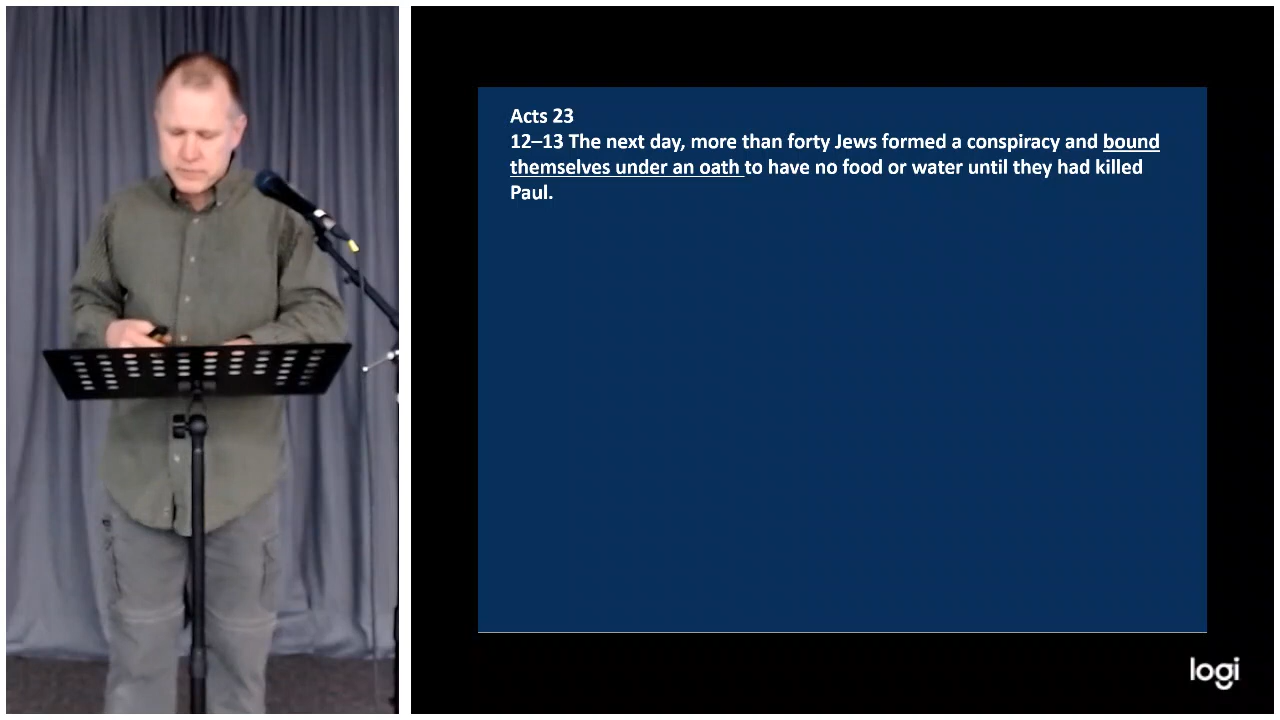 Acts 23
12–13 The next day, more than forty Jews formed a conspiracy and bound
themselves under an oath to have no food or water until they had killed
Paul.
logi